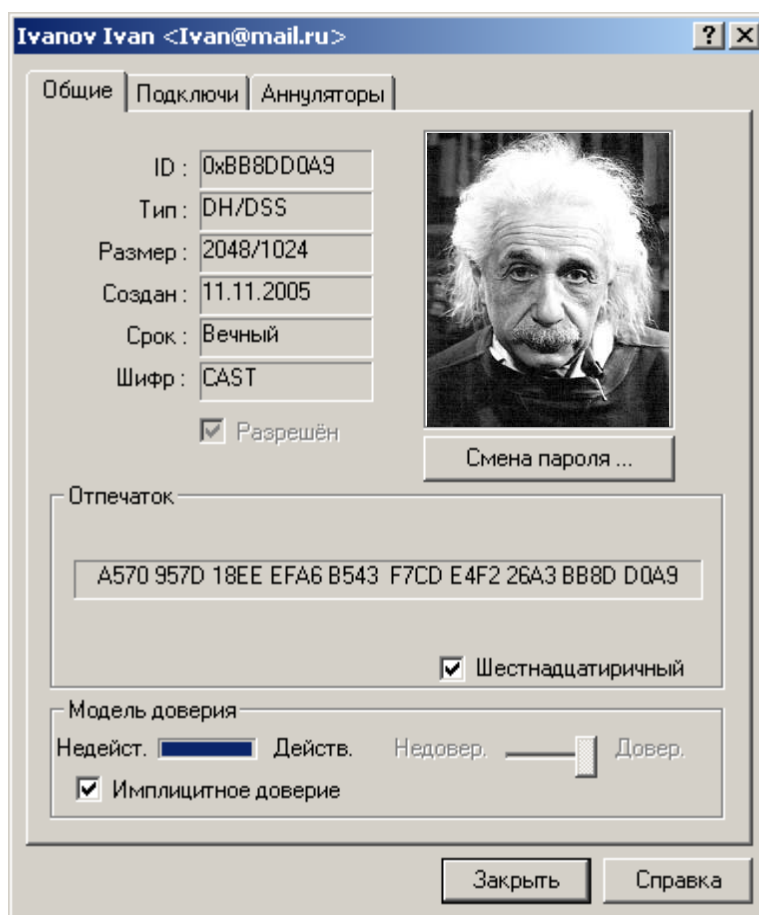 Ivanov Ivan <Ivan@mail.ru>
Общие Подключи Аннуляторы
ID : 0xBB8DD0A9
Тип : DH/DSS
Размер : 2048/1024
Создан : 11.11.2005
Срок : Вечный
Шифр : CAST
Разрешён
Смена пароля ...
Отпечаток
A570 957D 18EE EFA6 B543 F7CD E4F2 26A3 BB8D D0A9
Шестнадцатиричный
Модель доверия
Недейст. Действ. Недовер. Довер.
Имплицитное доверие
Закрыть Справка